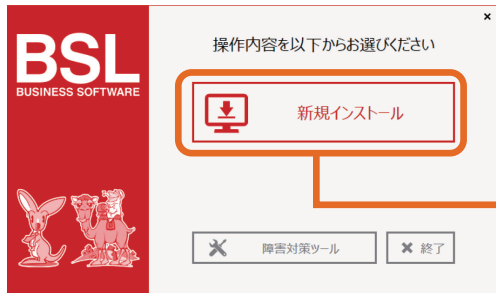 BSL
BUSINESS SOFTWARE
操作内容を以下からお選びください
新規インストール
障害対策ツール
終了